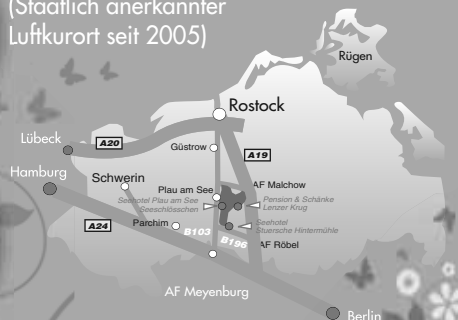 (Staatlich anerkannter
Luftkurort seit 2005)
Rügen
Rostock
Lübeck
A20
Güstrow
A19
Hamburg
Schwerin
Plau am See
AF Malchow
Seehotel Plau am See
Seeschlösschen
Pension & Schänke
Lenzer Krug
A24
Parchim
B103
B196
Seehotel
Stuersche Hintermühle
AF Röbel
AF Meyenburg
Berlin